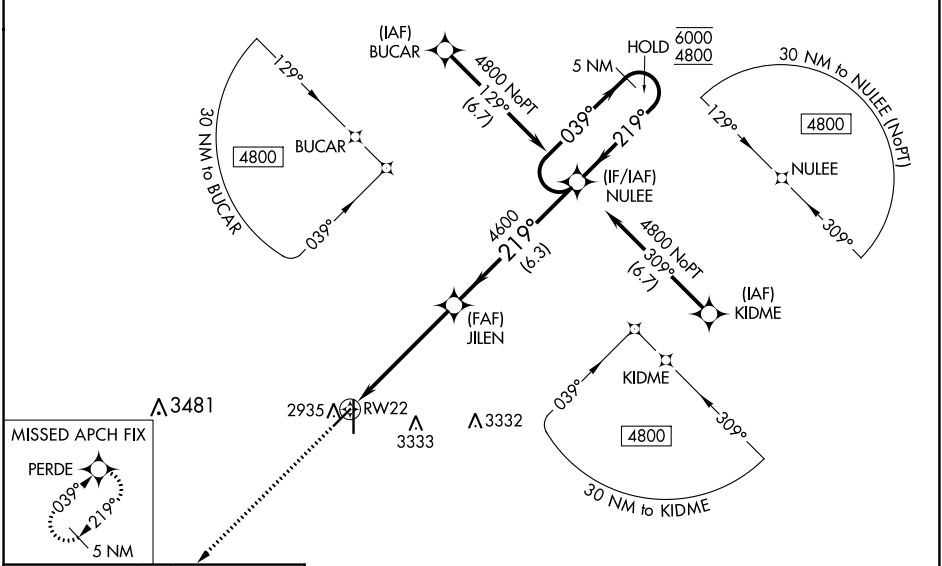 (IAF)
BUCAR
4800 NoPT
129°
(6.7)
HOLD
6000
4800
5 NM
039°
219°
(IF/IAF)
NULEE
129°
BUCAR
4800
039°
30 NM to BUCAR
30 NM to NULEE (NoPT)
129°
4800
NULEE
309°
4600
219°
(6.3)
4800 NoPT
309°
(6.7)
(IAF)
KIDME
(FAF)
JILEN
KIDME
039°
309°
4800
30 NM to KIDME
3481
2935
RW22
3333
3332
MISSED APCH FIX
PERDE
039°
219°
5 NM